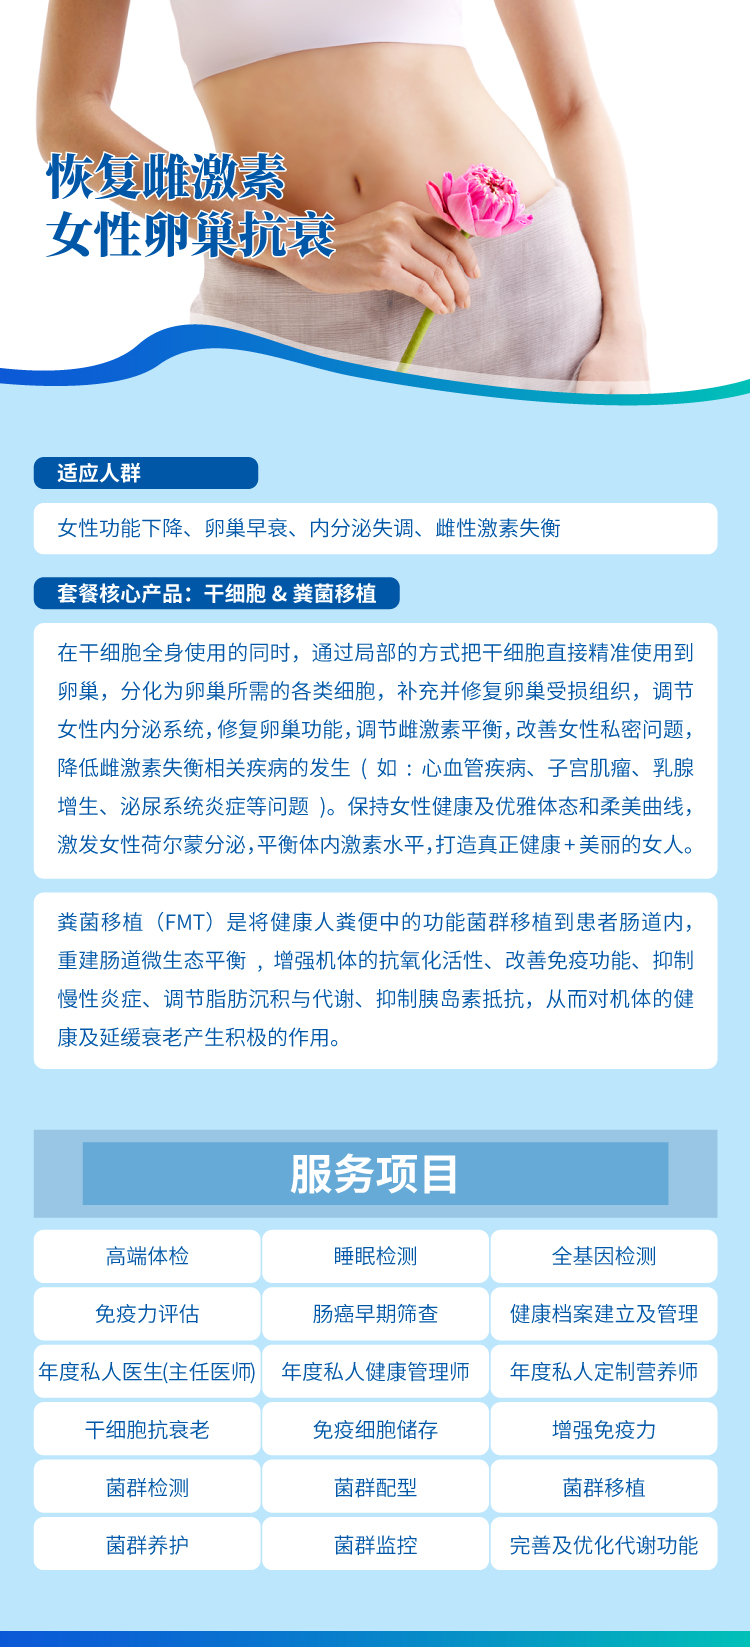 恢复雌激素
女性卵巢抗衰
适应人群
女性功能下降、卵巢早衰、内分泌失调、雌性激素失衡
套餐核心产品：干细胞 & 粪菌移植
在干细胞全身使用的同时，通过局部的方式把干细胞直接精准使用到
卵巢，分化为卵巢所需的各类细胞，补充并修复卵巢受损组织，调节
女性内分泌系统，修复卵巢功能，调节雌激素平衡，改善女性私密问题，
降低雌激素失衡相关疾病的发生 ( 如 ：心血管疾病、子宫肌瘤、乳腺
增生、泌尿系统炎症等问题 )。保持女性健康及优雅体态和柔美曲线，
激发女性荷尔蒙分泌，平衡体内激素水平，打造真正健康 + 美丽的女人。
粪菌移植（FMT）是将健康人粪便中的功能菌群移植到患者肠道内，
重建肠道微生态平衡 ，增强机体的抗氧化活性、改善免疫功能、抑制
慢性炎症、调节脂肪沉积与代谢、抑制胰岛素抵抗，从而对机体的健
康及延缓衰老产生积极的作用。
服务项目
高端体检
睡眠检测
全基因检测
免疫力评估
肠癌早期筛查
健康档案建立及管理
年度私人医生(主任医师)
年度私人健康管理师
年度私人定制营养师
干细胞抗衰老
免疫细胞储存
增强免疫力
菌群检测
菌群配型
菌群移植
菌群养护
菌群监控
完善及优化代谢功能